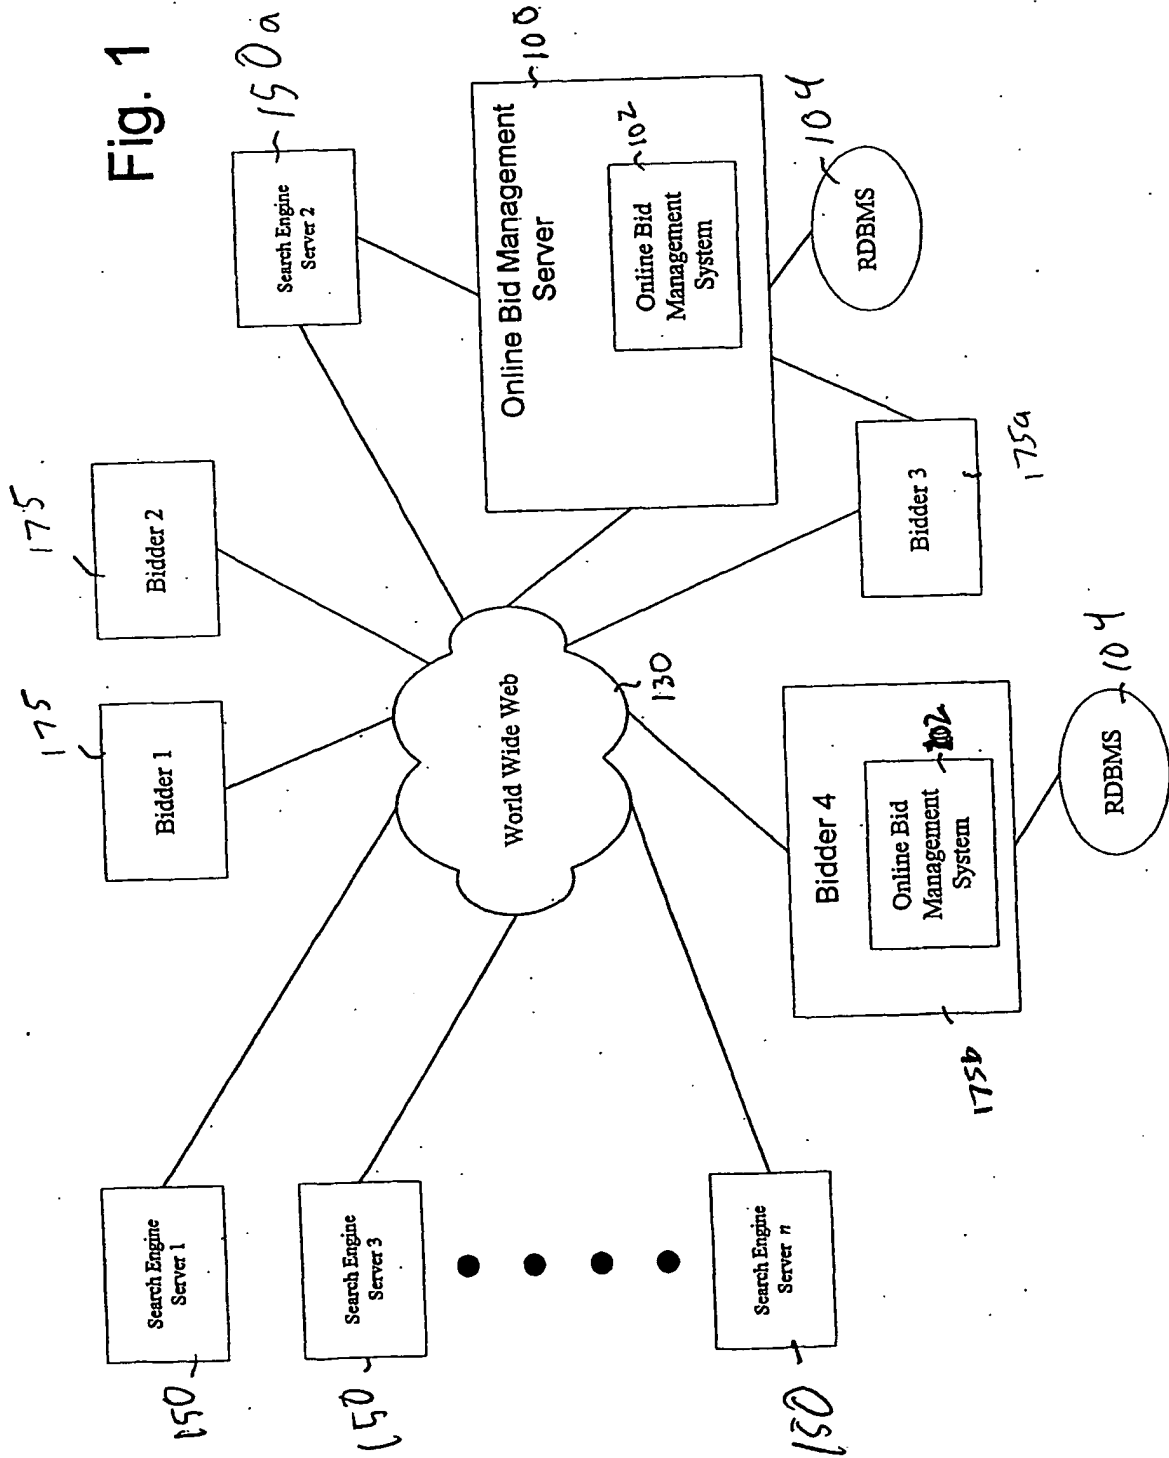 Fig. 1
150a
Search Engine
Server 2
100
Online Bid Management
Server
102
Online Bid
Management
System
104
RDBMS
175
Bidder 2
175
Bidder 1
World Wide Web
130
Bidder 3
175a
Bidder 4
102
Online Bid
Management
System
175b
104
RDBMS
150
Search Engine
Server 1
150
Search Engine
Server 3
150
Search Engine
Server n